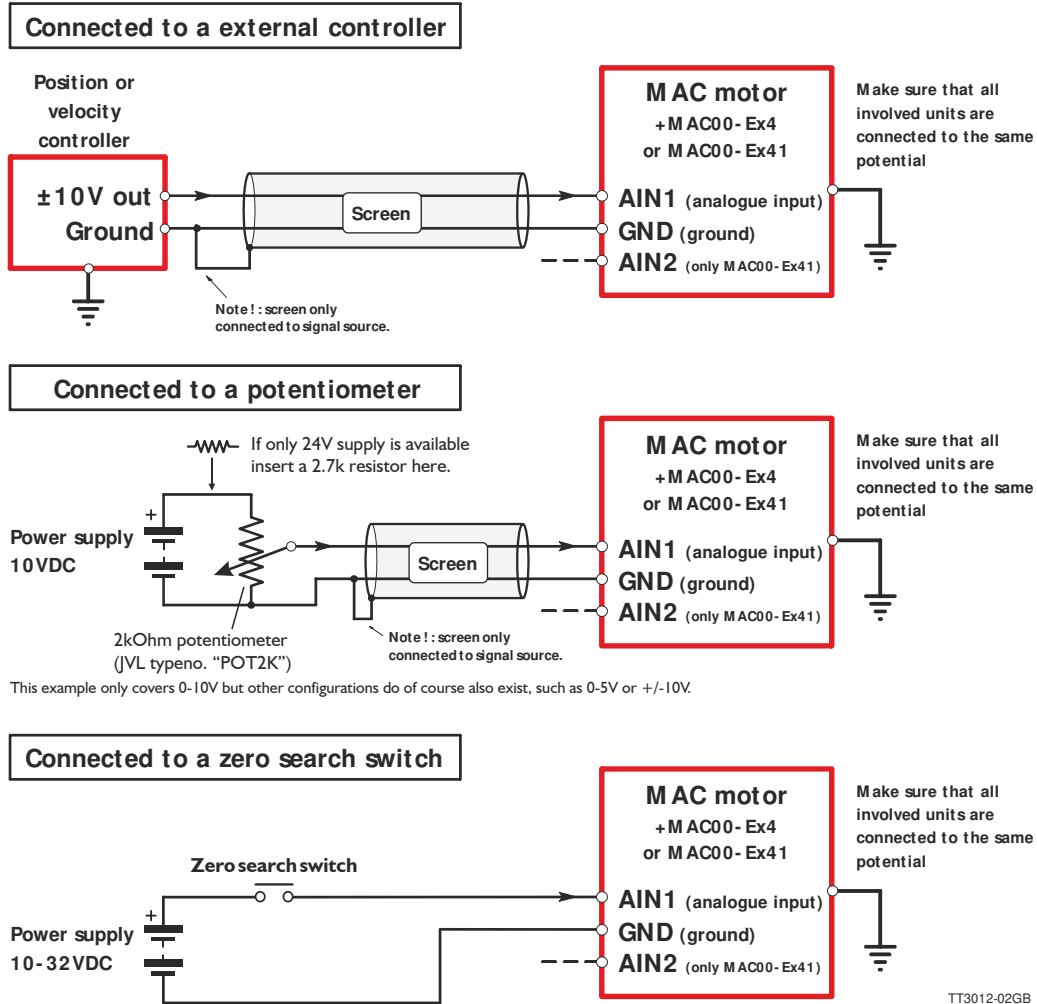 Connected to a external controller
Position or
velocity
controller
±10V out
Ground
Screen
Note ! : screen only
connected to signal source.
MAC motor
+MAC00-Ex4
or MAC00-Ex41
AIN1 (analogue input)
GND (ground)
AIN2 (only MAC00-Ex41)
Make sure that all
involved units are
connected to the same
potential
Connected to a potentiometer
If only 24V supply is available
insert a 2.7k resistor here.
+
Power supply
10VDC
Screen
2kOhm potentiometer
(JVL typeno. “POT2K”)
Note ! : screen only
connected to signal source.
MAC motor
+MAC00-Ex4
or MAC00-Ex41
AIN1 (analogue input)
GND (ground)
AIN2 (only MAC00-Ex41)
Make sure that all
involved units are
connected to the same
potential
This example only covers 0-10V but other configurations do of course also exist, such as 0-5V or +/-10V.
Connected to a zero search switch
Zero search switch
+
Power supply
10-32VDC
MAC motor
+MAC00-Ex4
or MAC00-Ex41
AIN1 (analogue input)
GND (ground)
AIN2 (only MAC00-Ex41)
Make sure that all
involved units are
connected to the same
potential
TT3012-02GB